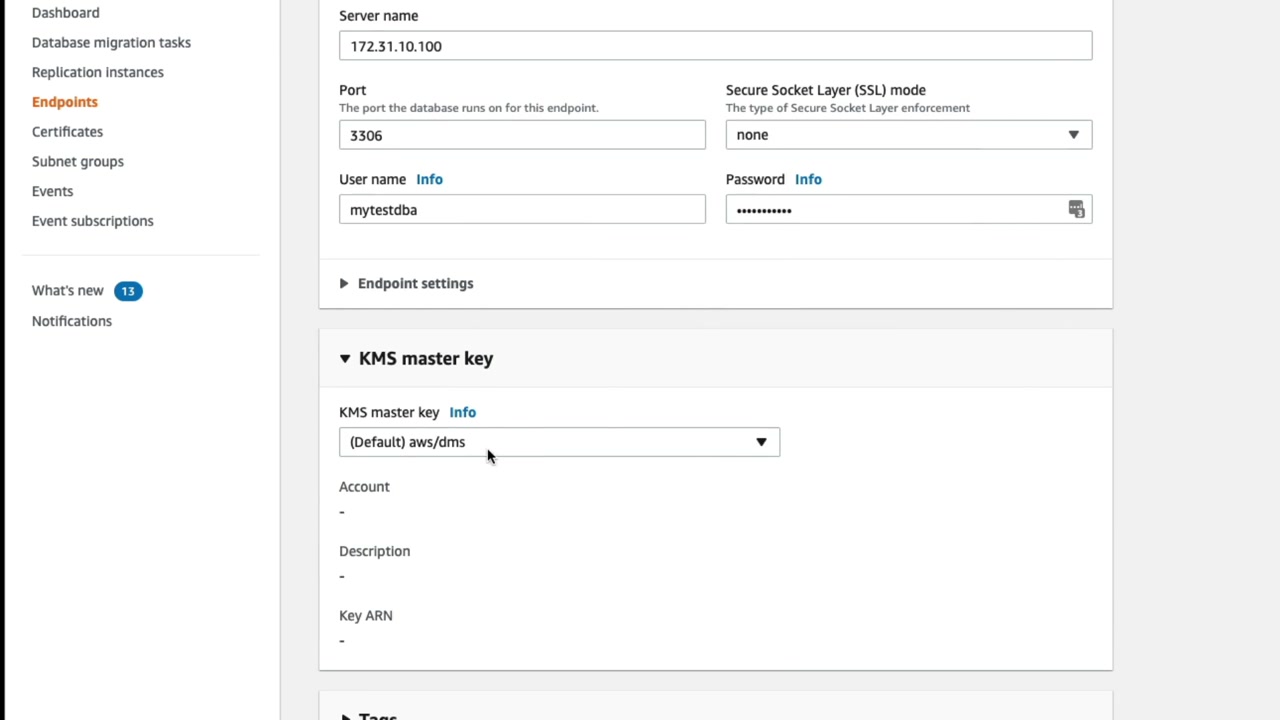 Dashboard
Database migration tasks
Replication instances
Endpoints
Certificates
Subnet groups
Events
Event subscriptions
What's new 13
Notifications
Server name
172.31.10.100
Port
The port the database runs on for this endpoint.
3306
Secure Socket Layer (SSL) mode
The type of Secure Socket Layer enforcement
none
User name Info
mytestdba
Password Info
•••••••••••
Endpoint settings
KMS master key
KMS master key Info
(Default) aws/dms
Account
-
Description
-
Key ARN
-
Tags